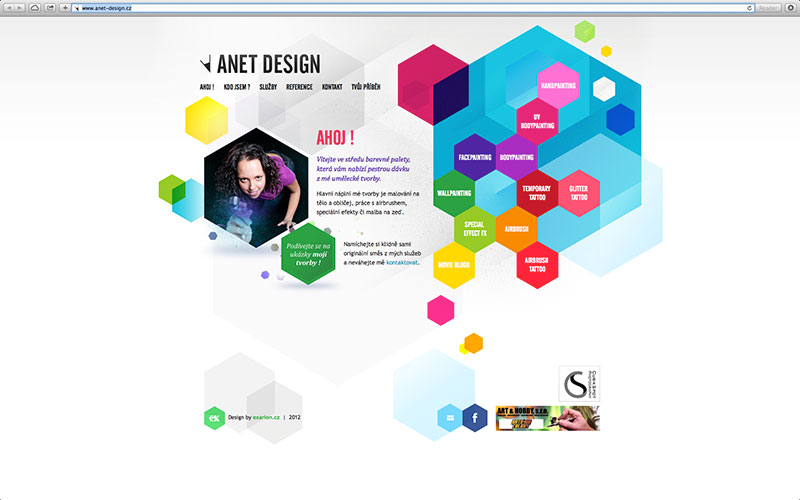 www.anet-design.cz
Reader
ANET DESIGN
AHOJ !
KDO JSEM ?
SLUŽBY
REFERENCE
KONTAKT
TVŮJ PŘÍBĚH
AHOJ !
Vítejte ve středu barevné palety,
která vám nabízí pestrou dávku
z mé umělecké tvorby.
Hlavní náplní mé tvorby je malování na
tělo a obličej, práce s airbrushem,
speciální efekty či malba na zeď.
Podívejte se na
ukázky mojí
tvorby !
Namíchejte si klidně sami
originální směs z mých služeb
a neváhejte mě kontaktovat.
HANDPAINTING
UV
BODYPAINTING
FACEPAINTING
BODYPAINTING
WALLPAINTING
TEMPORARY
TATTOO
GLITTER
TATTOO
SPECIAL
EFFECT FX
AIRBRUSH
MOVIE BLOOD
AIRBRUSH
TATTOO
ex
Design by exarion.cz | 2012
f
ART & HOBBY s.r.o.